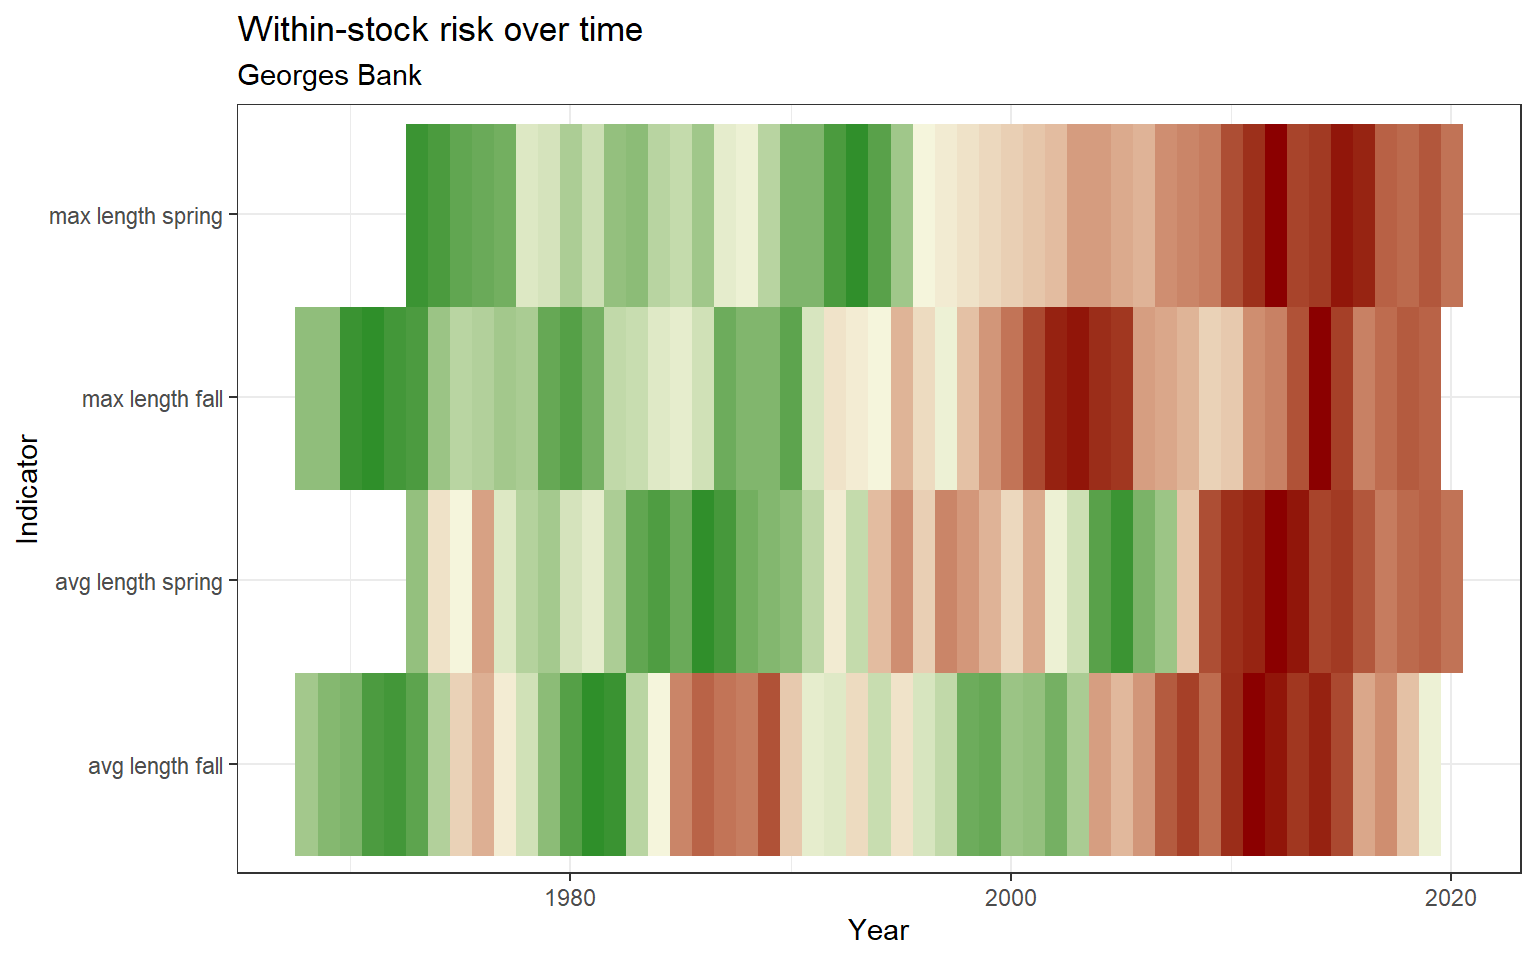 Within-stock risk over time
Georges Bank
Indicator
max length spring
max length fall
avg length spring
avg length fall
1980
2000
2020
Year